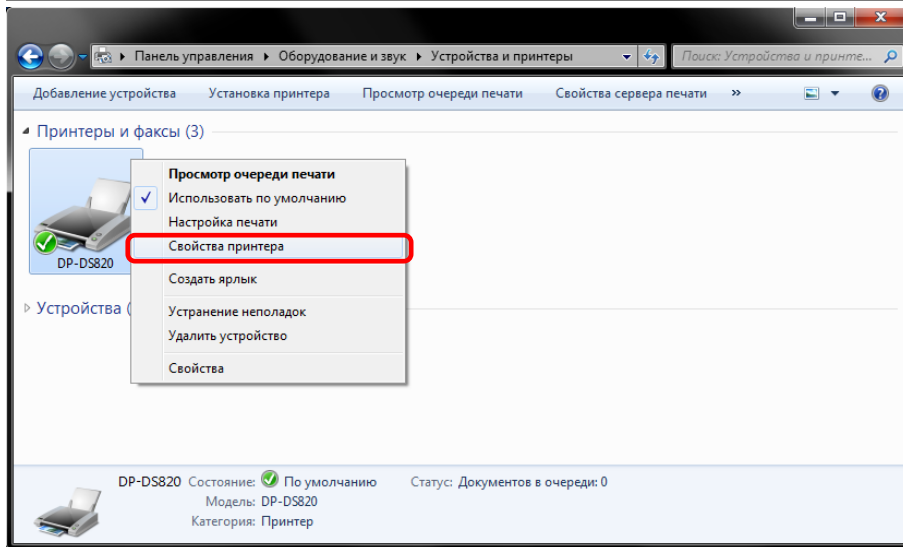 Панель управления ▸ Оборудование и звук ▸ Устройства и принтеры
Поиск: Устройства и принте...
Добавление устройства Установка принтера Просмотр очереди печати Свойства сервера печати »
Принтеры и факсы (3)
DP-DS820
Просмотр очереди печати
Использовать по умолчанию
Настройка печати
Свойства принтера
Создать ярлык
Устройства (
Устранение неполадок
Удалить устройство
Свойства
DP-DS820 Состояние: По умолчанию Статус: Документов в очереди: 0
Модель: DP-DS820
Категория: Принтер